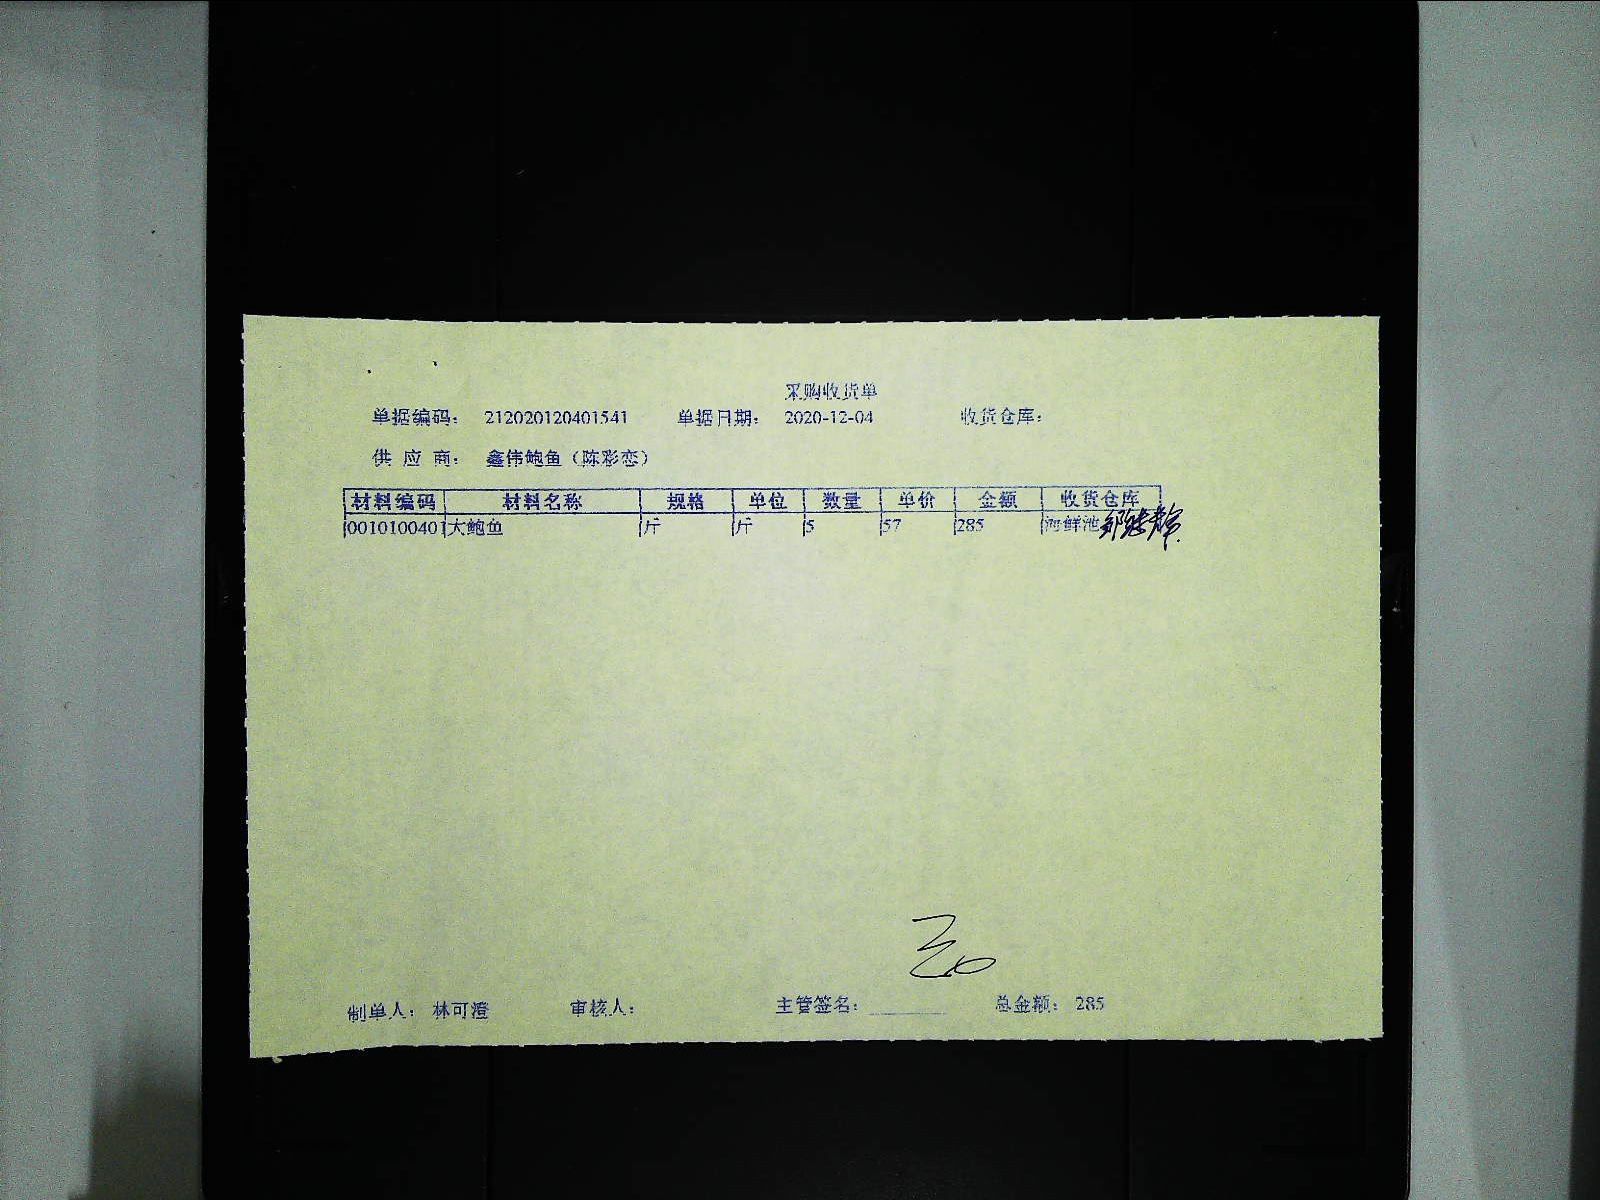 采购收货单
单据编码： 212020120401541 单据日期： 2020-12-04 收货仓库：
供 应 商： 鑫伟鲍鱼（陈彩恋）
材料编码 材料名称 规格 单位 数量 单价 金额 收货仓库
0010100401 大鲍鱼 斤 斤 5 57 285 海鲜池
制单人： 林可澄 审核人： 主管签名： 总金额： 285